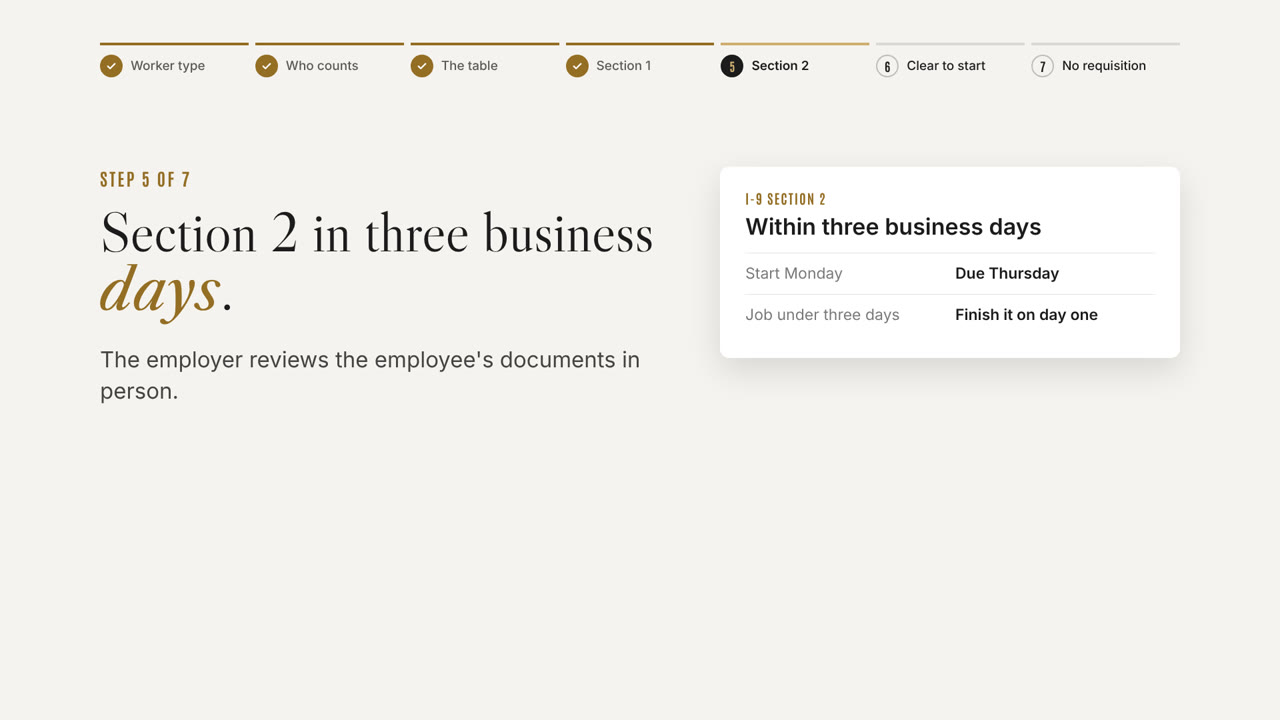 Worker type
Who counts
The table
Section 1
5 Section 2
6 Clear to start
7 No requisition
STEP 5 OF 7
Section 2 in three business
days.
The employer reviews the employee's documents in
person.
I-9 SECTION 2
Within three business days
Start Monday Due Thursday
Job under three days Finish it on day one